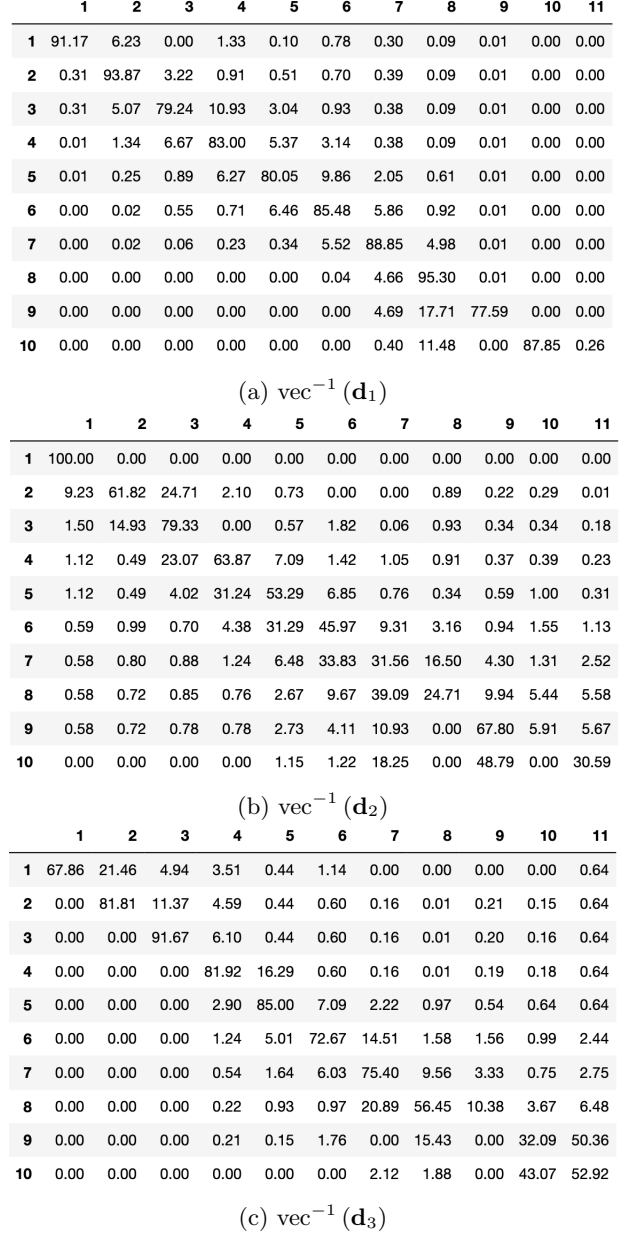 1 2 3 4 5 6 7 8 9 10 11
1 91.17 6.23 0.00 1.33 0.10 0.78 0.30 0.09 0.01 0.00 0.00
2 0.31 93.87 3.22 0.91 0.51 0.70 0.39 0.09 0.01 0.00 0.00
3 0.31 5.07 79.24 10.93 3.04 0.93 0.38 0.09 0.01 0.00 0.00
4 0.01 1.34 6.67 83.00 5.37 3.14 0.38 0.09 0.01 0.00 0.00
5 0.01 0.25 0.89 6.27 80.05 9.86 2.05 0.61 0.01 0.00 0.00
6 0.00 0.02 0.55 0.71 6.46 85.48 5.86 0.92 0.01 0.00 0.00
7 0.00 0.02 0.06 0.23 0.34 5.52 88.85 4.98 0.01 0.00 0.00
8 0.00 0.00 0.00 0.00 0.00 0.04 4.66 95.30 0.01 0.00 0.00
9 0.00 0.00 0.00 0.00 0.00 0.00 4.69 17.71 77.59 0.00 0.00
10 0.00 0.00 0.00 0.00 0.00 0.00 0.40 11.48 0.00 87.85 0.26
(a) vec⁻¹ (d₁)
1 2 3 4 5 6 7 8 9 10 11
1 100.00 0.00 0.00 0.00 0.00 0.00 0.00 0.00 0.00 0.00 0.00
2 9.23 61.82 24.71 2.10 0.73 0.00 0.00 0.89 0.22 0.29 0.01
3 1.50 14.93 79.33 0.00 0.57 1.82 0.06 0.93 0.34 0.34 0.18
4 1.12 0.49 23.07 63.87 7.09 1.42 1.05 0.91 0.37 0.39 0.23
5 1.12 0.49 4.02 31.24 53.29 6.85 0.76 0.34 0.59 1.00 0.31
6 0.59 0.99 0.70 4.38 31.29 45.97 9.31 3.16 0.94 1.55 1.13
7 0.58 0.80 0.88 1.24 6.48 33.83 31.56 16.50 4.30 1.31 2.52
8 0.58 0.72 0.85 0.76 2.67 9.67 39.09 24.71 9.94 5.44 5.58
9 0.58 0.72 0.78 0.78 2.73 4.11 10.93 0.00 67.80 5.91 5.67
10 0.00 0.00 0.00 0.00 1.15 1.22 18.25 0.00 48.79 0.00 30.59
(b) vec⁻¹ (d₂)
1 2 3 4 5 6 7 8 9 10 11
1 67.86 21.46 4.94 3.51 0.44 1.14 0.00 0.00 0.00 0.00 0.64
2 0.00 81.81 11.37 4.59 0.44 0.60 0.16 0.01 0.21 0.15 0.64
3 0.00 0.00 91.67 6.10 0.44 0.60 0.16 0.01 0.20 0.16 0.64
4 0.00 0.00 0.00 81.92 16.29 0.60 0.16 0.01 0.19 0.18 0.64
5 0.00 0.00 0.00 2.90 85.00 7.09 2.22 0.97 0.54 0.64 0.64
6 0.00 0.00 0.00 1.24 5.01 72.67 14.51 1.58 1.56 0.99 2.44
7 0.00 0.00 0.00 0.54 1.64 6.03 75.40 9.56 3.33 0.75 2.75
8 0.00 0.00 0.00 0.22 0.93 0.97 20.89 56.45 10.38 3.67 6.48
9 0.00 0.00 0.00 0.21 0.15 1.76 0.00 15.43 0.00 32.09 50.36
10 0.00 0.00 0.00 0.00 0.00 0.00 2.12 1.88 0.00 43.07 52.92
(c) vec⁻¹ (d₃)